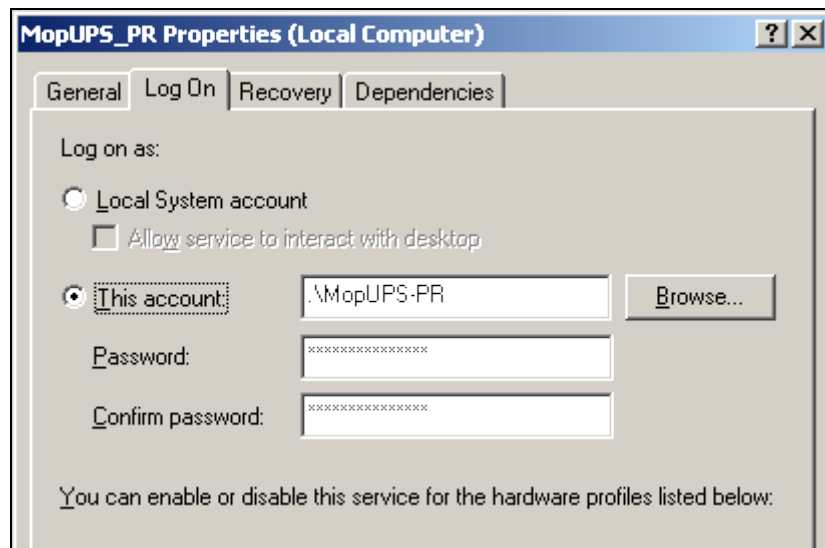 MopUPS_PR Properties (Local Computer)
General Log On Recovery Dependencies
Log on as:
Local System account
Allow service to interact with desktop
This account: .\MopUPS-PR Browse...
Password: ***************
Confirm password: ***************
You can enable or disable this service for the hardware profiles listed below: